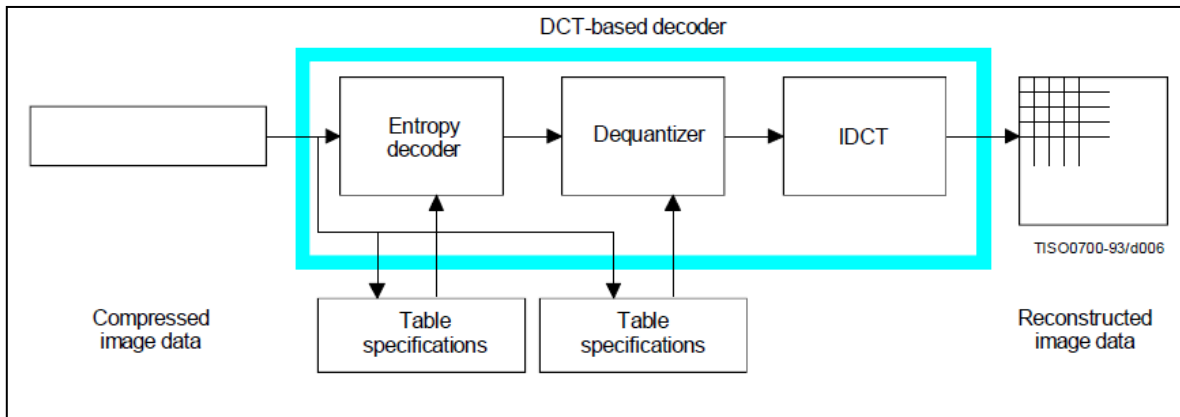 DCT-based decoder
Entropy
decoder
Dequantizer
IDCT
TISO0700-93/d006
Compressed
image data
Table
specifications
Table
specifications
Reconstructed
image data